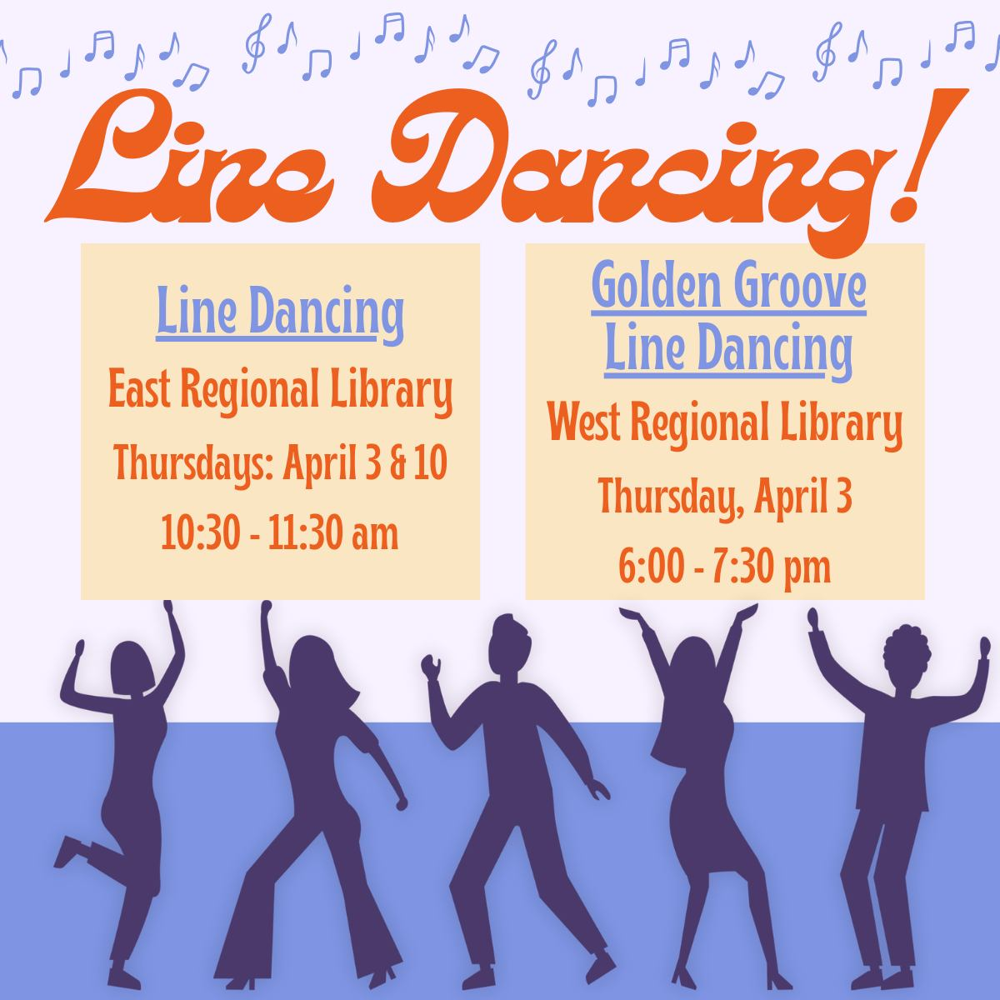 Line Dancing!
Line Dancing
East Regional Library
Thursdays: April 3 & 10
10:30 - 11:30 am
Golden Groove
Line Dancing
West Regional Library
Thursday, April 3
6:00 - 7:30 pm